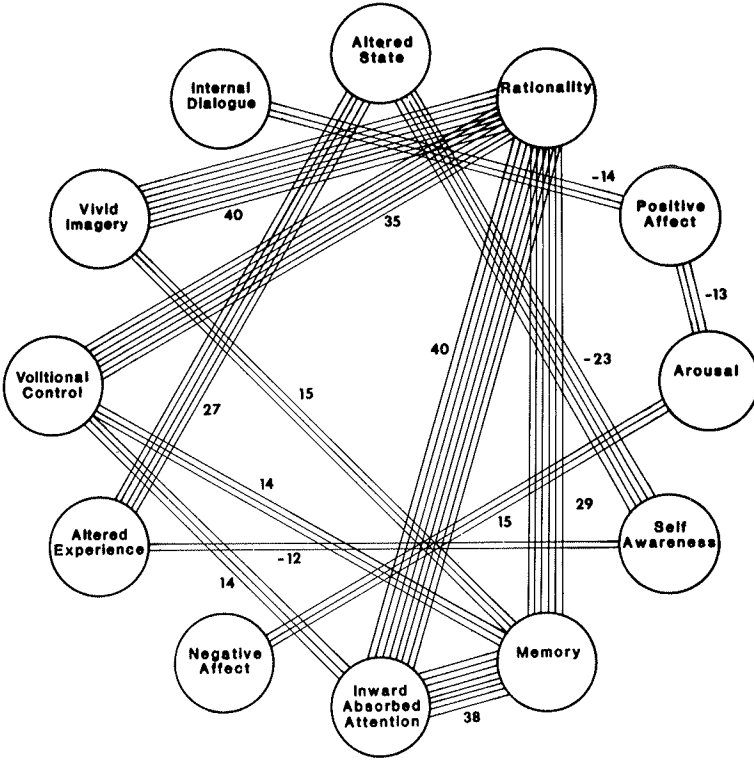 Altered
State
Rationality
Internal
Dialogue
-14
Positive
Affect
Vivid
Imagery
40
35
-13
40
-23
Arousal
Volitional
Control
15
27
14
15
29
Self
Awareness
Altered
Experience
-12
14
Negative
Affect
Memory
Inward
Absorbed
Attention
38